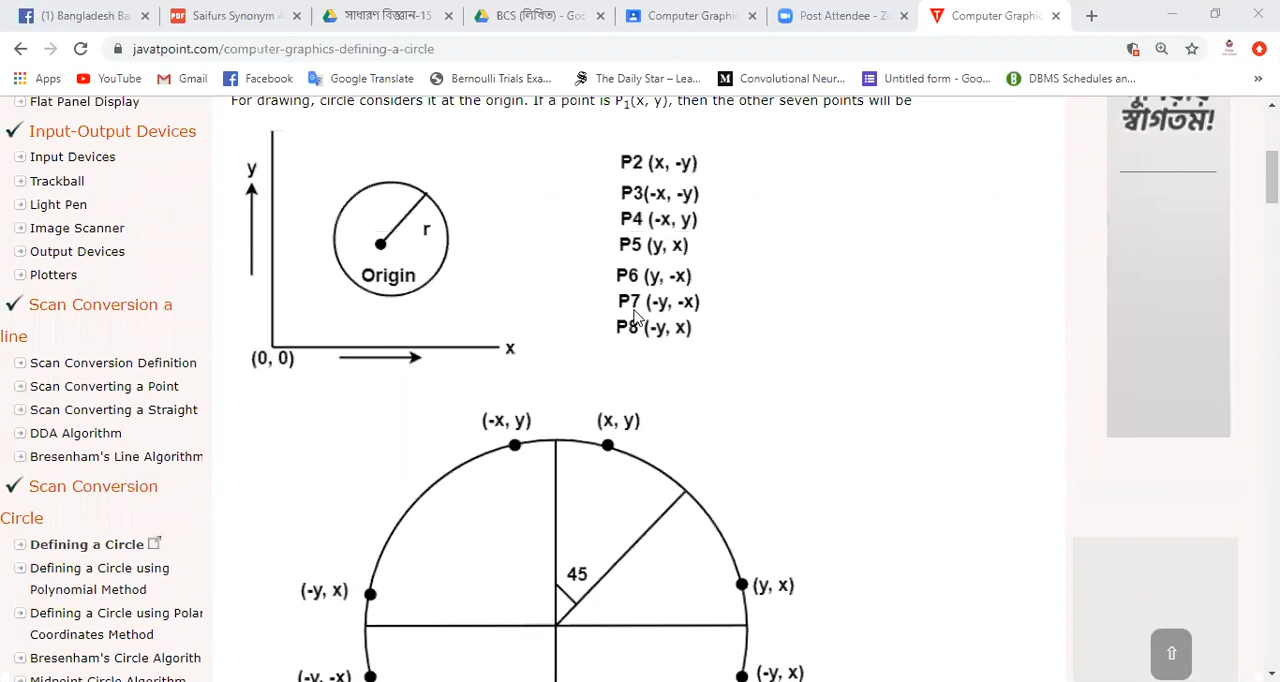 Bangladesh Ba
Saifurs Synonym A
সাধারণ বিজ্ঞান-15
BCS (লিখিত) - Goo
Computer Graphic
Post Attendee - Zo
Computer Graphic
javatpoint.com/computer-graphics-defining-a-circle
Apps
YouTube
Gmail
Facebook
Google Translate
Bernoulli Trials Exa...
The Daily Star – Lea...
Convolutional Neur...
Untitled form - Goo...
DBMS Schedules an...
»
Flat Panel Display
Input-Output Devices
Input Devices
Trackball
Light Pen
Image Scanner
Output Devices
Plotters
Scan Conversion a
line
Scan Conversion Definition
Scan Converting a Point
Scan Converting a Straight
DDA Algorithm
Bresenham's Line Algorithm
Scan Conversion
Circle
Defining a Circle
Defining a Circle using
Polynomial Method
Defining a Circle using Polar
Coordinates Method
Bresenham's Circle Algorith
Midpoint Circle Algorithm
For drawing, circle considers it at the origin. If a point is P1(x, y), then the other seven points will be
y
r
Origin
(0, 0)
x
P2 (x, -y)
P3(-x, -y)
P4 (-x, y)
P5 (y, x)
P6 (y, -x)
P7 (-y, -x)
P8 (-y, x)
(-x, y)
(x, y)
45
(-y, x)
(y, x)
(-y, -x)
(-y, x)
স্বাগতম!